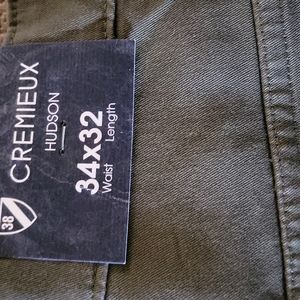 CREMIEUX
HUDSON
34x32
Waist Length
38